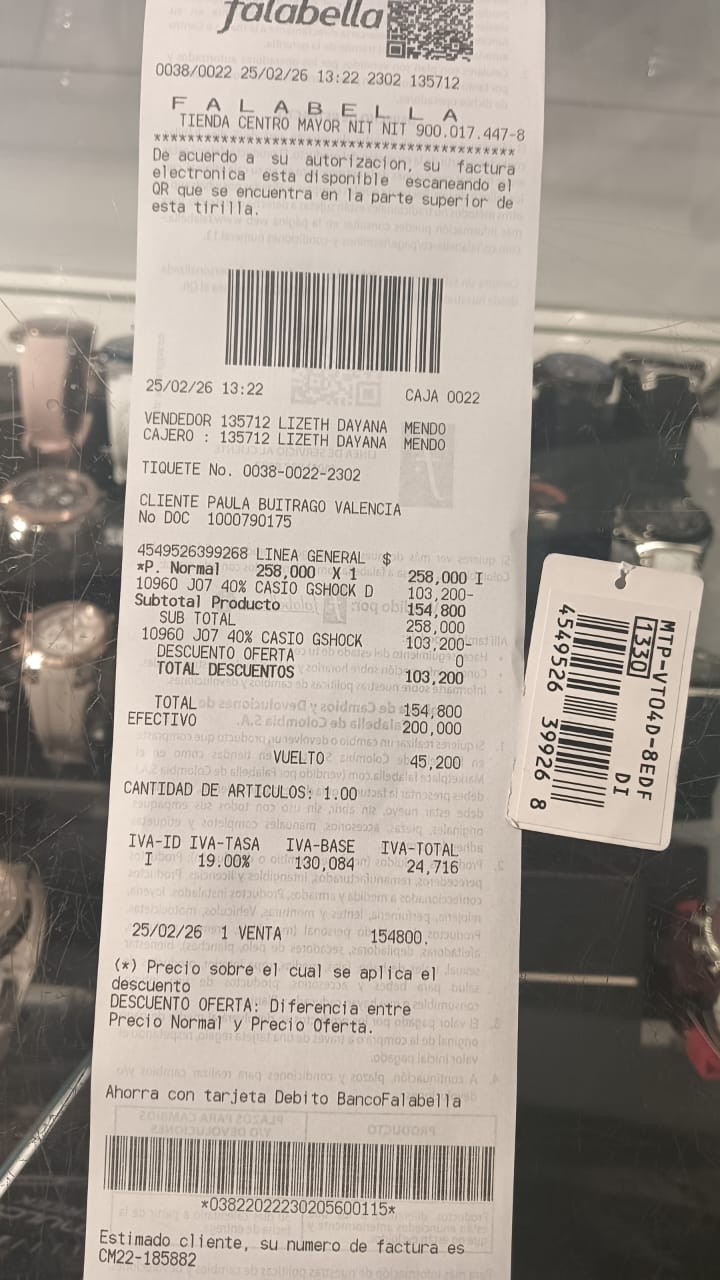 falabella
0038/0022 25/02/26 13:22 2302 135712
F A L A B E L L A
TIENDA CENTRO MAYOR NIT NIT 900.017.447-8
******************************************
De acuerdo a su autorizacion, su factura
electronica esta disponible escaneando el
QR que se encuentra en la parte superior de
esta tirilla.
25/02/26 13:22 CAJA 0022
VENDEDOR 135712 LIZETH DAYANA MENDO
CAJERO : 135712 LIZETH DAYANA MENDO
TIQUETE No. 0038-0022-2302
CLIENTE PAULA BUITRAGO VALENCIA
No DOC 1000790175
4549526399268 LINEA GENERAL $
*P. Normal 258,000 X 1 258,000 I
10960 J07 40% CASIO GSHOCK D 103,200-
Subtotal Producto 154,800
SUB TOTAL 258,000
10960 J07 40% CASIO GSHOCK 103,200-
DESCUENTO OFERTA 0
TOTAL DESCUENTOS 103,200
TOTAL 154,800
EFECTIVO 200,000
VUELTO 45,200
CANTIDAD DE ARTICULOS: 1.00
IVA-ID IVA-TASA IVA-BASE IVA-TOTAL
I 19.00% 130,084 24,716
25/02/26 1 VENTA 154800.
(*) Precio sobre el cual se aplica el
descuento
DESCUENTO OFERTA: Diferencia entre
Precio Normal y Precio Oferta.
Ahorra con tarjeta Debito BancoFalabella
*03822022230205600115*
Estimado cliente, su numero de factura es
CM22-185882
MTP-VT04D-8EDF
1330 DI
4549526 39926 8